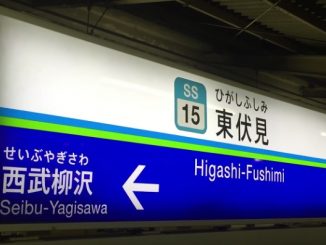 SS
15
ひがしふしみ
東伏見
Higashi-Fushimi
せいぶやぎさわ
西武柳沢
Seibu-Yagisawa
←